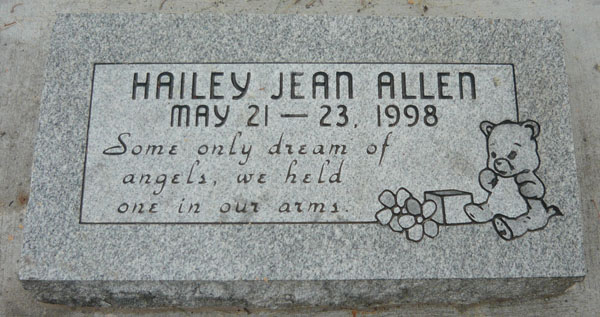 HAILEY JEAN ALLEN
MAY 21 — 23, 1998
Some only dream of
angels, we held
one in our arms.